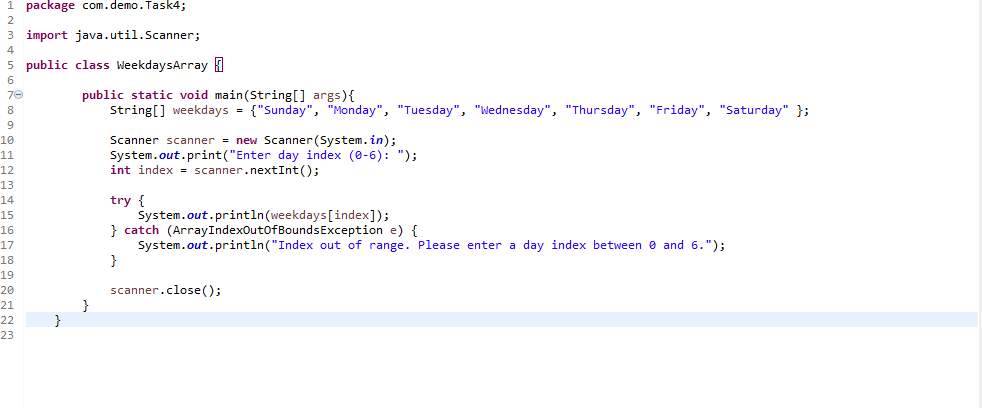 1 package com.demo.Task4;
2
3 import java.util.Scanner;
4
5 public class WeekdaysArray {
6
7 public static void main(String[] args){
8 String[] weekdays = {"Sunday", "Monday", "Tuesday", "Wednesday", "Thursday", "Friday", "Saturday" };
9
10 Scanner scanner = new Scanner(System.in);
11 System.out.print("Enter day index (0-6): ");
12 int index = scanner.nextInt();
13
14 try {
15 System.out.println(weekdays[index]);
16 } catch (ArrayIndexOutOfBoundsException e) {
17 System.out.println("Index out of range. Please enter a day index between 0 and 6.");
18 }
19
20 scanner.close();
21 }
22 }
23